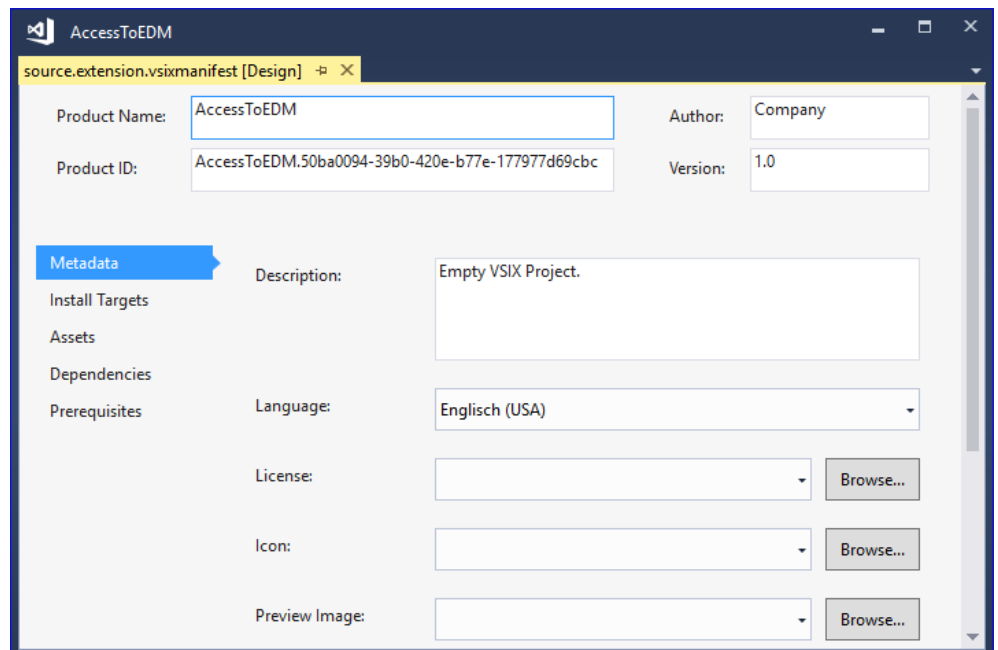 AccessToEDM
source.extension.vsixmanifest [Design]
Product Name: AccessToEDM Author: Company
Product ID: AccessToEDM.50ba0094-39b0-420e-b77e-177977d69cbc Version: 1.0
Metadata
Install Targets
Assets
Dependencies
Prerequisites
Description: Empty VSIX Project.
Language: Englisch (USA)
License: Browse...
Icon: Browse...
Preview Image: Browse...